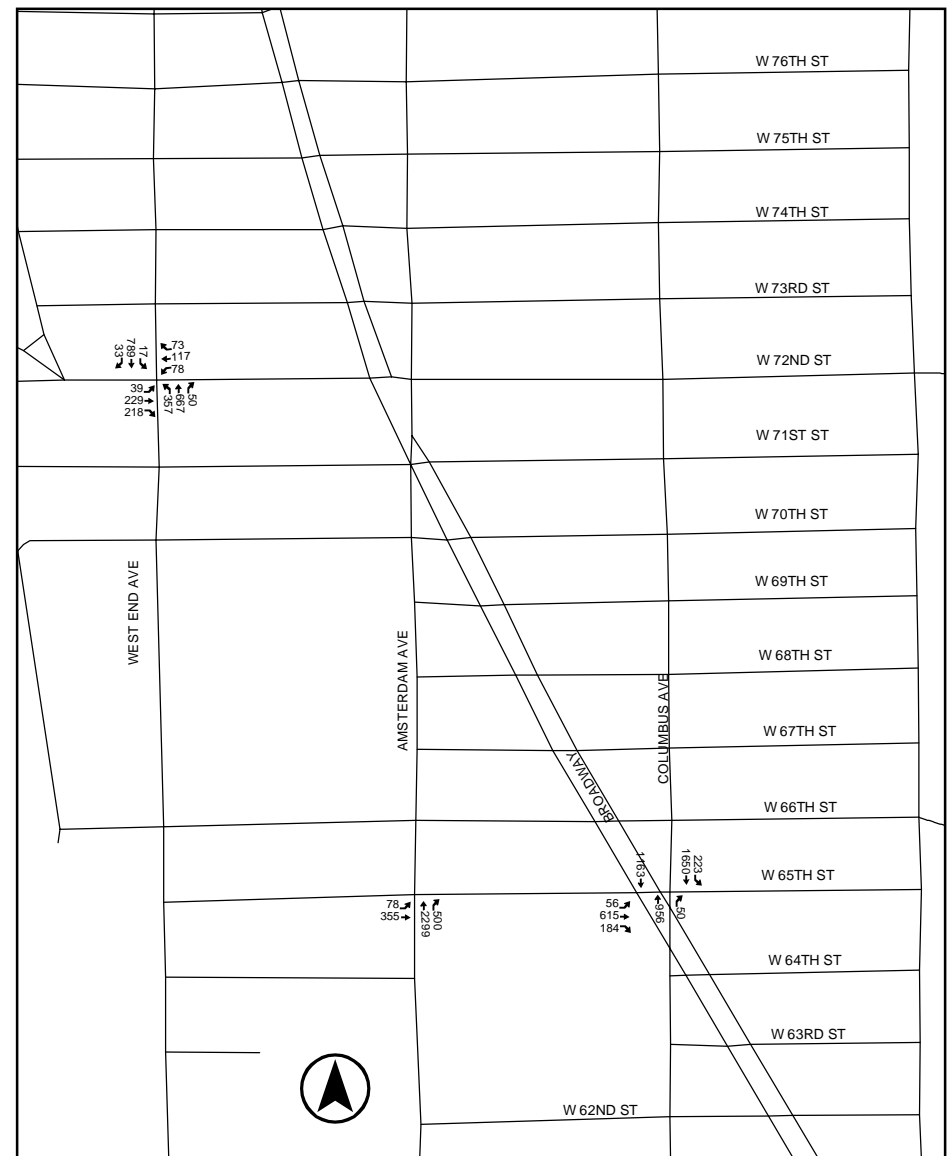 W 76TH ST
W 75TH ST
W 74TH ST
W 73RD ST
33
789
17
73
117
78
W 72ND ST
39
229
218
357
667
50
W 71ST ST
W 70TH ST
WEST END AVE
W 69TH ST
AMSTERDAM AVE
W 68TH ST
COLUMBUS AVE
W 67TH ST
BROADWAY
W 66TH ST
1163
1650
223
W 65TH ST
78
355
2299
500
56
615
184
956
50
W 64TH ST
W 63RD ST
W 62ND ST